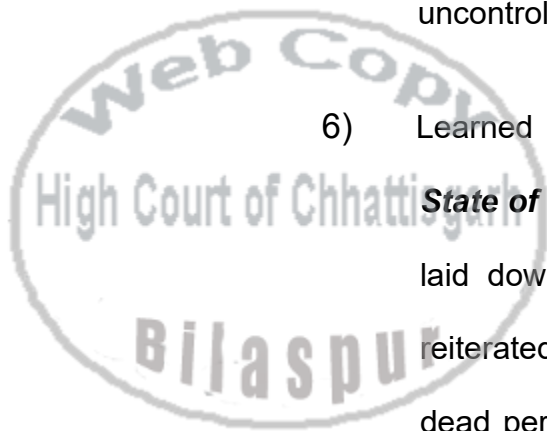 uncontrol
6) Learned
State of
laid dow
reiterated
dead per
Web Copy
High Court of Chhattisgarh
Bilaspur